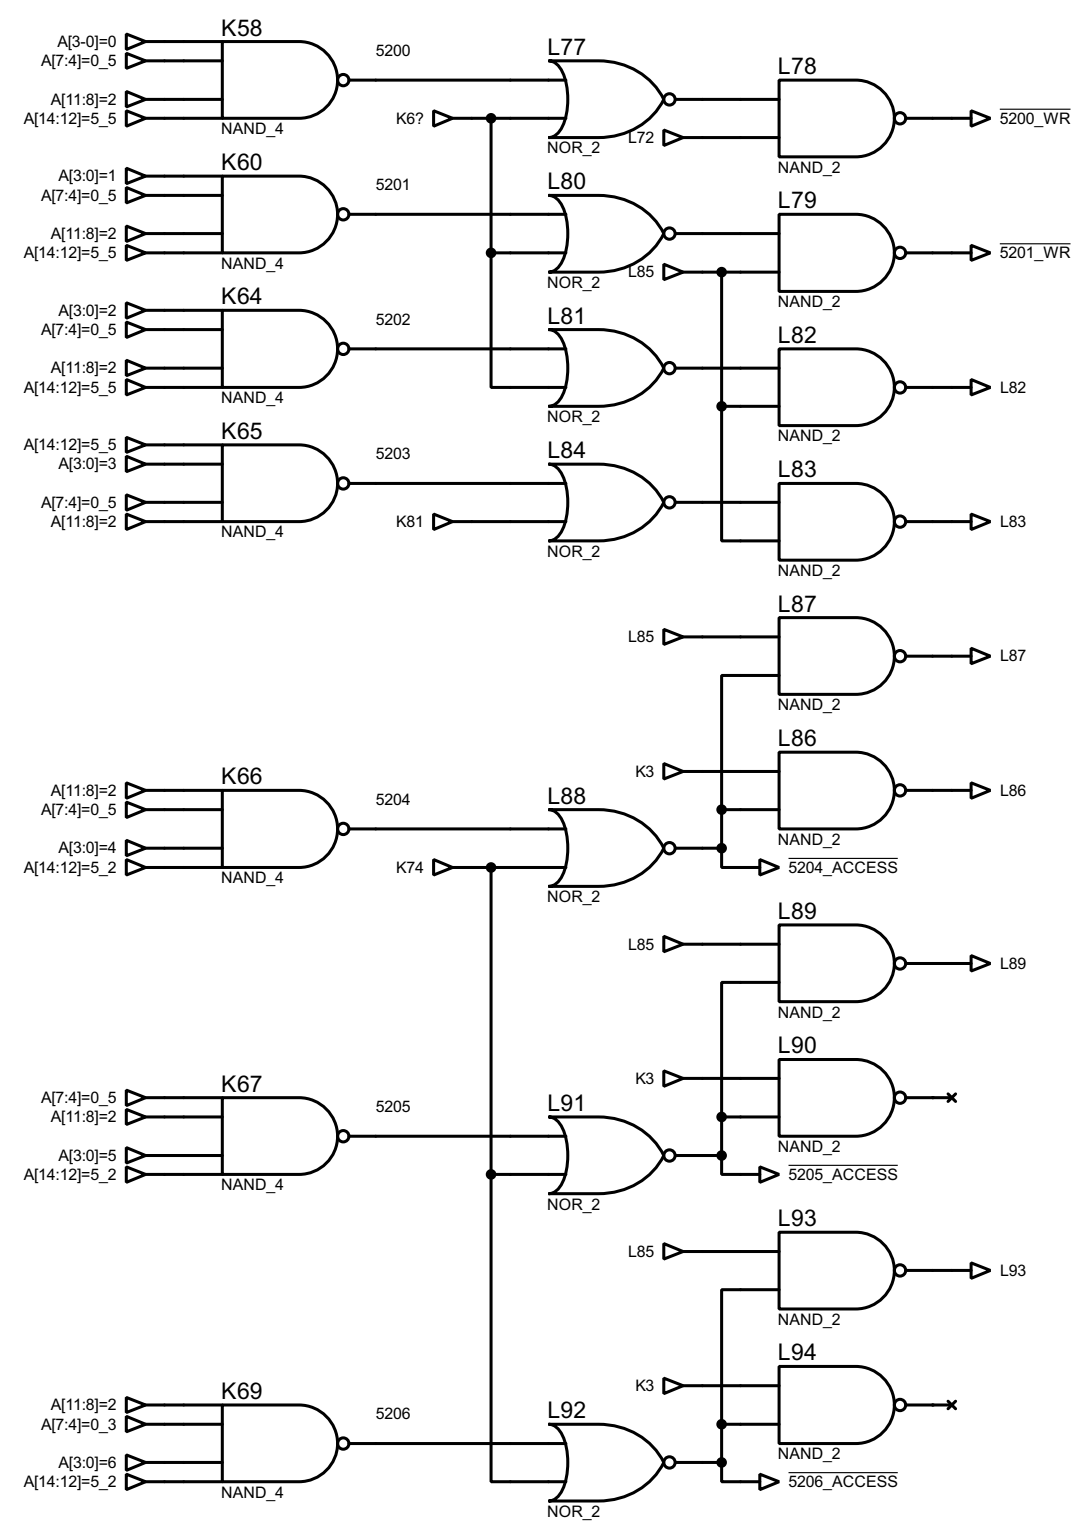 K58
A[3-0]=0
A[7:4]=0_5
A[11:8]=2
A[14:12]=5_5
NAND_4
5200
L77
K6?
NOR_2
L72
L78
NAND_2
5200_WR
K60
A[3:0]=1
A[7:4]=0_5
A[11:8]=2
A[14:12]=5_5
NAND_4
5201
L80
NOR_2
L85
L79
NAND_2
5201_WR
K64
A[3:0]=2
A[7:4]=0_5
A[11:8]=2
A[14:12]=5_5
NAND_4
5202
L81
NOR_2
L82
NAND_2
L82
K65
A[14:12]=5_5
A[3:0]=3
A[7:4]=0_5
A[11:8]=2
NAND_4
5203
L84
K81
NOR_2
L83
NAND_2
L83
L87
L85
NAND_2
L87
L86
K3
NAND_2
L86
K66
A[11:8]=2
A[7:4]=0_5
A[3:0]=4
A[14:12]=5_2
NAND_4
5204
L88
K74
NOR_2
5204_ACCESS
L89
L85
NAND_2
L89
L90
K3
NAND_2
K67
A[7:4]=0_5
A[11:8]=2
A[3:0]=5
A[14:12]=5_2
NAND_4
5205
L91
NOR_2
5205_ACCESS
L93
L85
NAND_2
L93
L94
K3
NAND_2
K69
A[11:8]=2
A[7:4]=0_3
A[3:0]=6
A[14:12]=5_2
NAND_4
5206
L92
NOR_2
5206_ACCESS